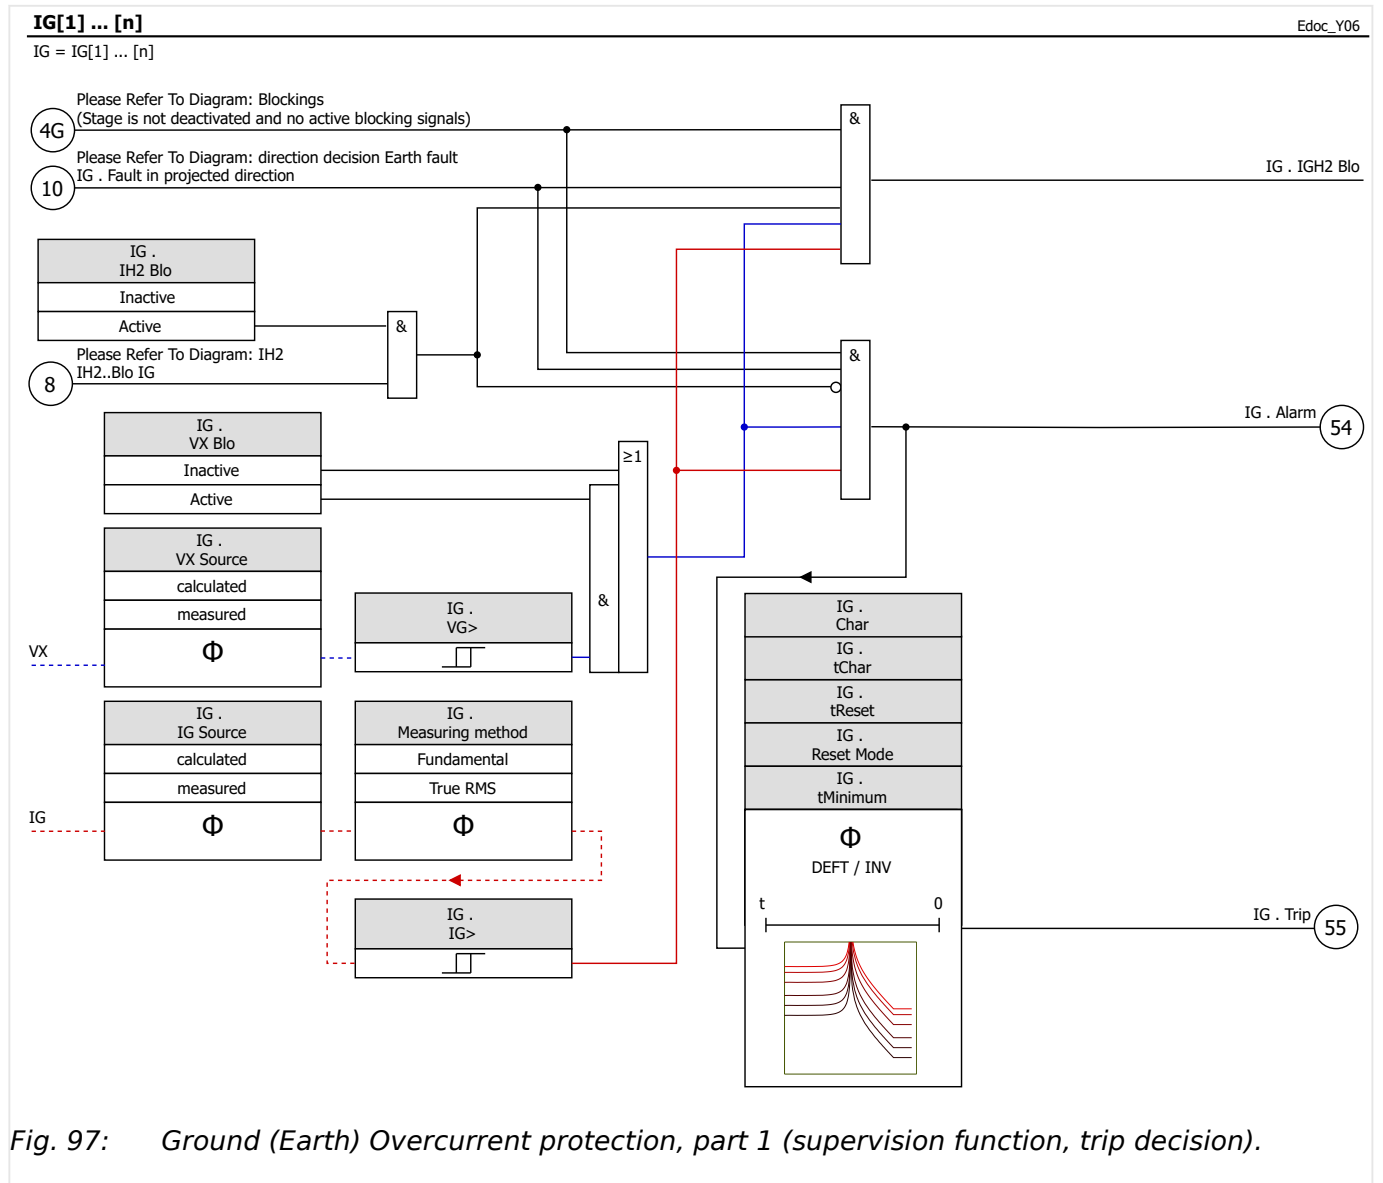 IG[1] ... [n]
Edoc_Y06
IG = IG[1] ... [n]
Please Refer To Diagram: Blockings
(Stage is not deactivated and no active blocking signals)
4G
&
Please Refer To Diagram: direction decision Earth fault
IG . Fault in projected direction
10
IG . IGH2 Blo
IG .
IH2 Blo
Inactive
Active
&
Please Refer To Diagram: IH2
IH2..Blo IG
8
&
IG . Alarm
54
IG .
VX Blo
Inactive
Active
≥1
&
IG .
VX Source
calculated
measured
Φ
VX
IG .
VG>
IG .
IG Source
calculated
measured
Φ
IG
IG .
Measuring method
Fundamental
True RMS
Φ
IG .
IG>
IG .
Char
IG .
tChar
IG .
tReset
IG .
Reset Mode
IG .
tMinimum
Φ
DEFT / INV
t 0
IG . Trip
55
Fig. 97: Ground (Earth) Overcurrent protection, part 1 (supervision function, trip decision).